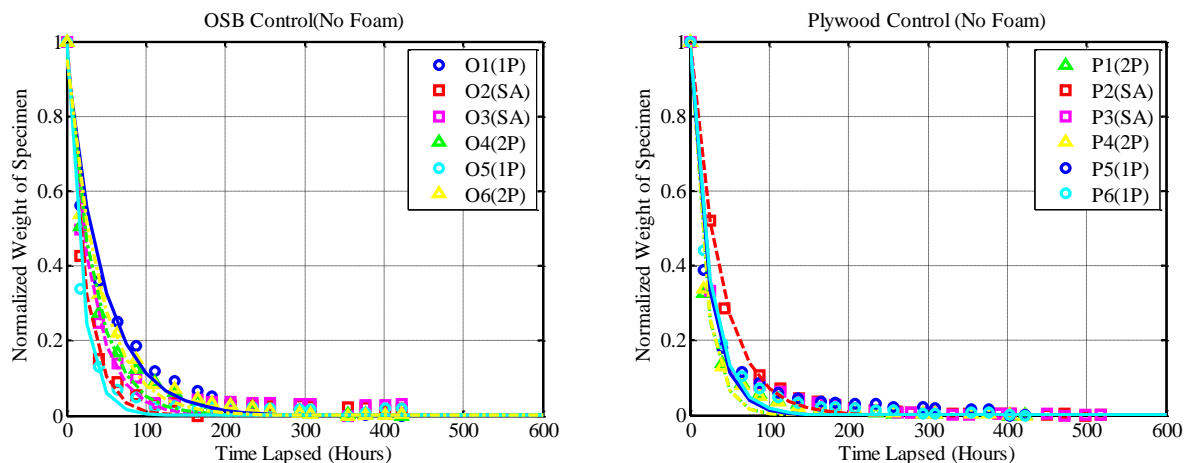 OSB Control(No Foam)
Normalized Weight of Specimen
1
0.8
0.6
0.4
0.2
0
0 100 200 300 400 500 600
Time Lapsed (Hours)
O1(1P)
O2(SA)
O3(SA)
O4(2P)
O5(1P)
O6(2P)
Plywood Control (No Foam)
Normalized Weight of Specimen
1
0.8
0.6
0.4
0.2
0
0 100 200 300 400 500 600
Time Lapsed (Hours)
P1(2P)
P2(SA)
P3(SA)
P4(2P)
P5(1P)
P6(1P)